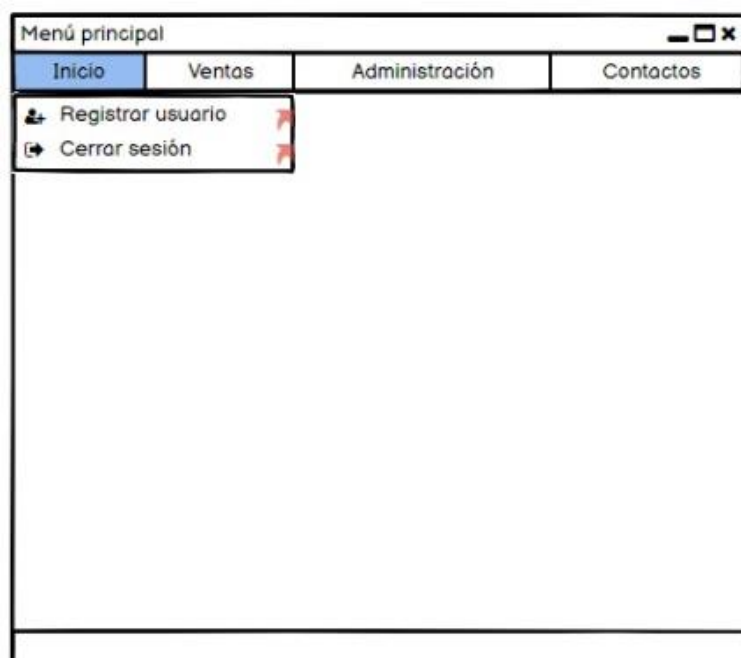 Menú principal
Inicio Ventas Administración Contactos
Registrar usuario
Cerrar sesión